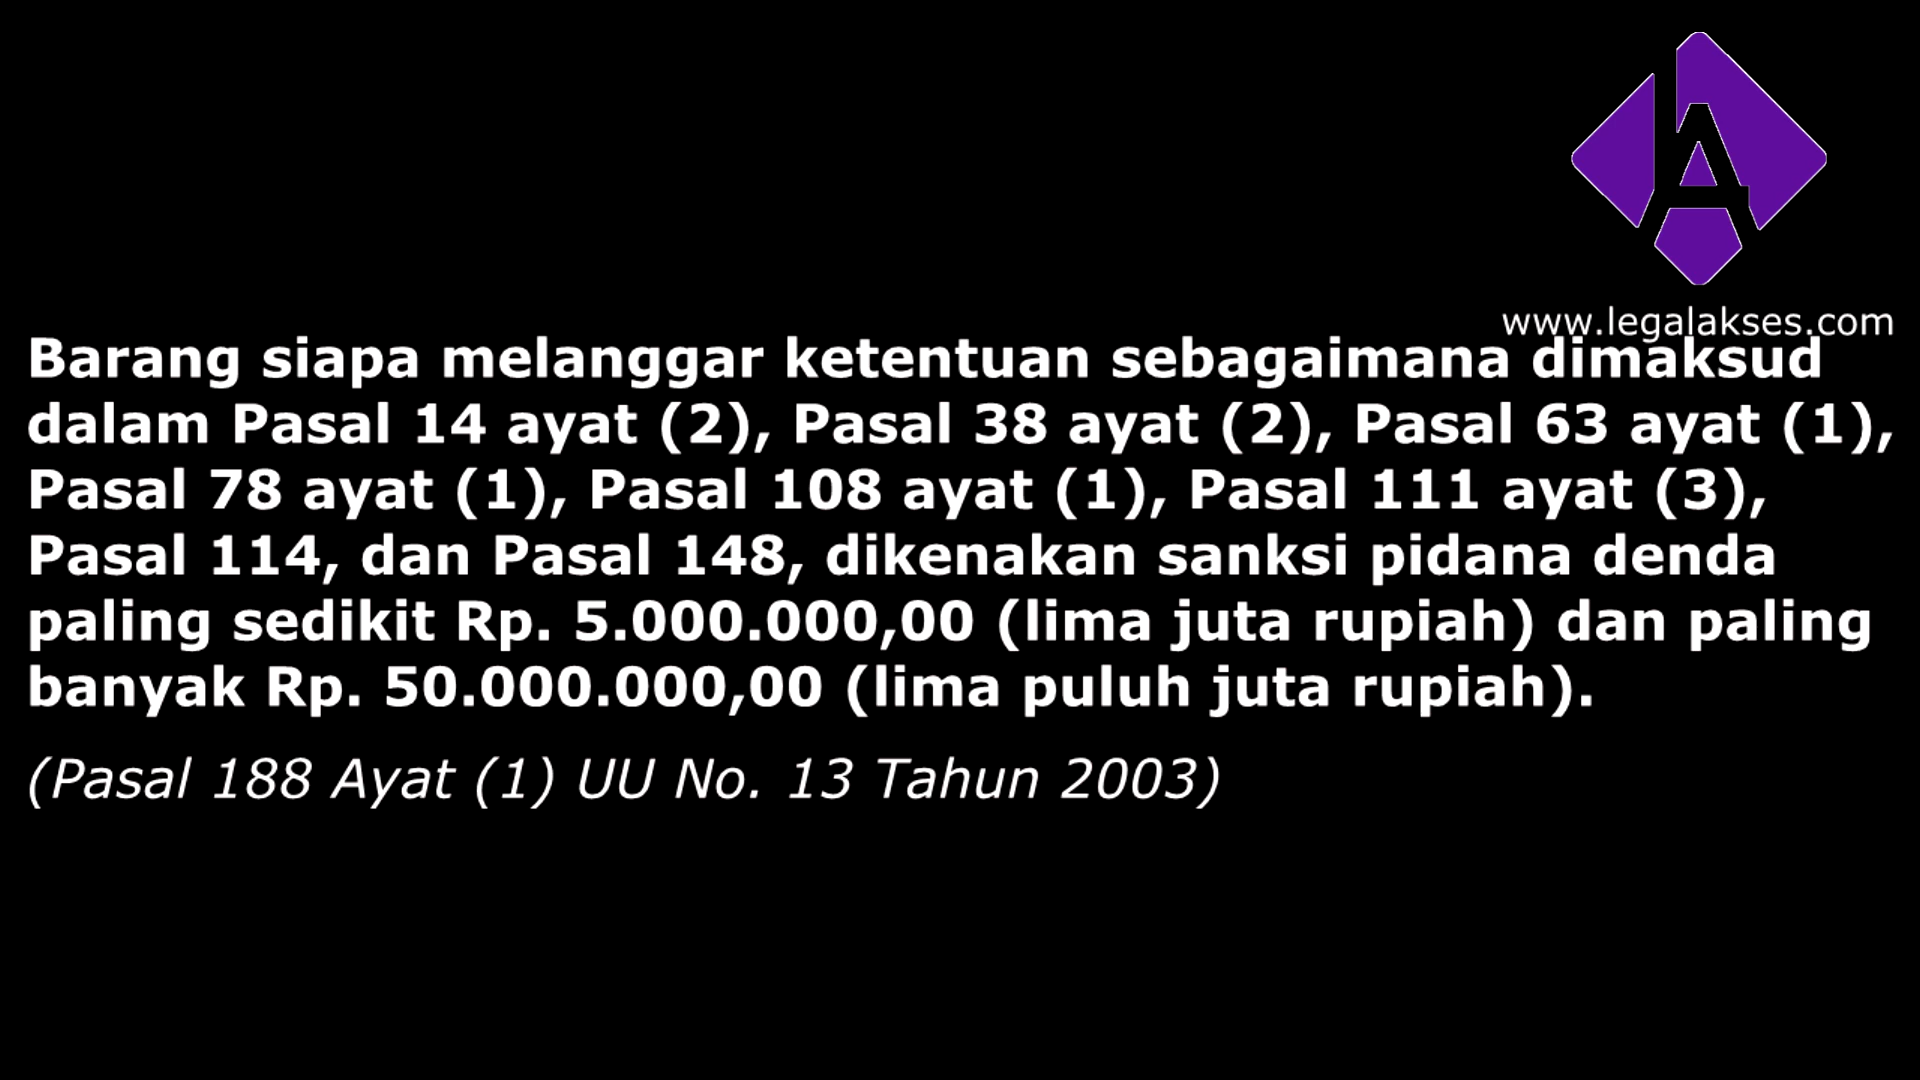 www.legalakses.com
Barang siapa melanggar ketentuan sebagaimana dimaksud
dalam Pasal 14 ayat (2), Pasal 38 ayat (2), Pasal 63 ayat (1),
Pasal 78 ayat (1), Pasal 108 ayat (1), Pasal 111 ayat (3),
Pasal 114, dan Pasal 148, dikenakan sanksi pidana denda
paling sedikit Rp. 5.000.000,00 (lima juta rupiah) dan paling
banyak Rp. 50.000.000,00 (lima puluh juta rupiah).
(Pasal 188 Ayat (1) UU No. 13 Tahun 2003)